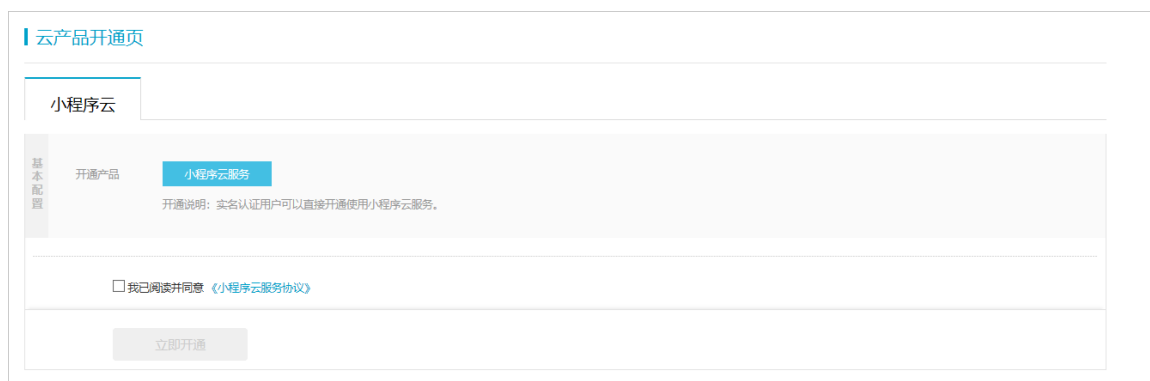 云产品开通页
小程序云
基本配置
开通产品
小程序云服务
开通说明：实名认证用户可以直接开通使用小程序云服务。
我已阅读并同意 《小程序云服务协议》
立即开通